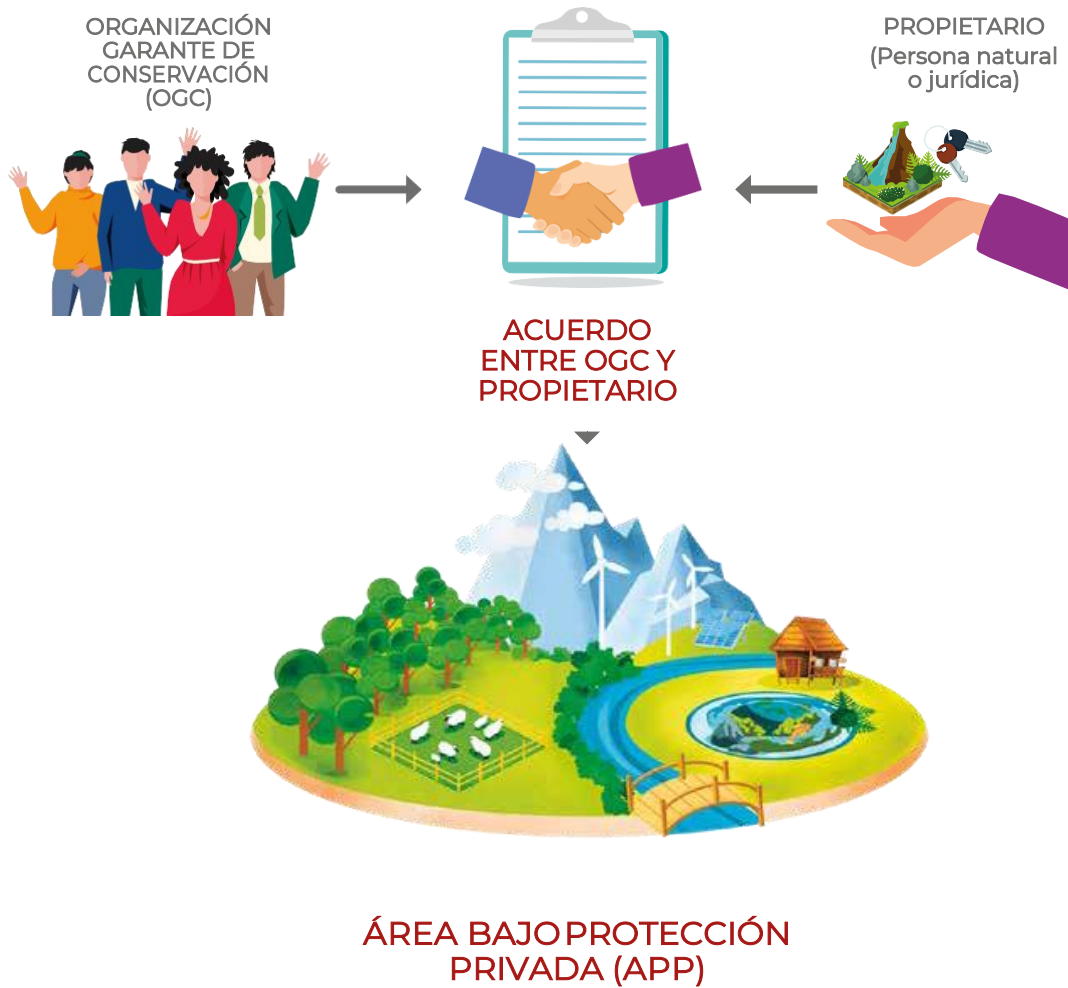 ORGANIZACIÓN
GARANTE DE
CONSERVACIÓN
(OGC)
PROPIETARIO
(Persona natural
o jurídica)
ACUERDO
ENTRE OGC Y
PROPIETARIO
ÁREA BAJO PROTECCIÓN
PRIVADA (APP)